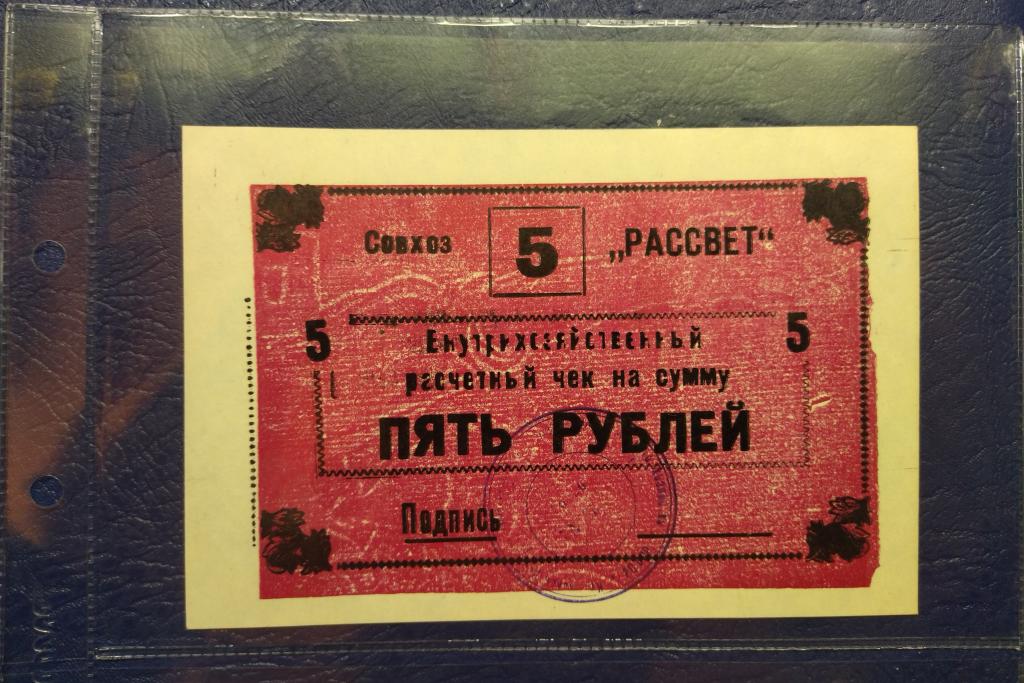 Совхоз 5 „РАССВЕТ“
5 Внутрихозяйственный 5
расчетный чек на сумму
ПЯТЬ РУБЛЕЙ
Подпись